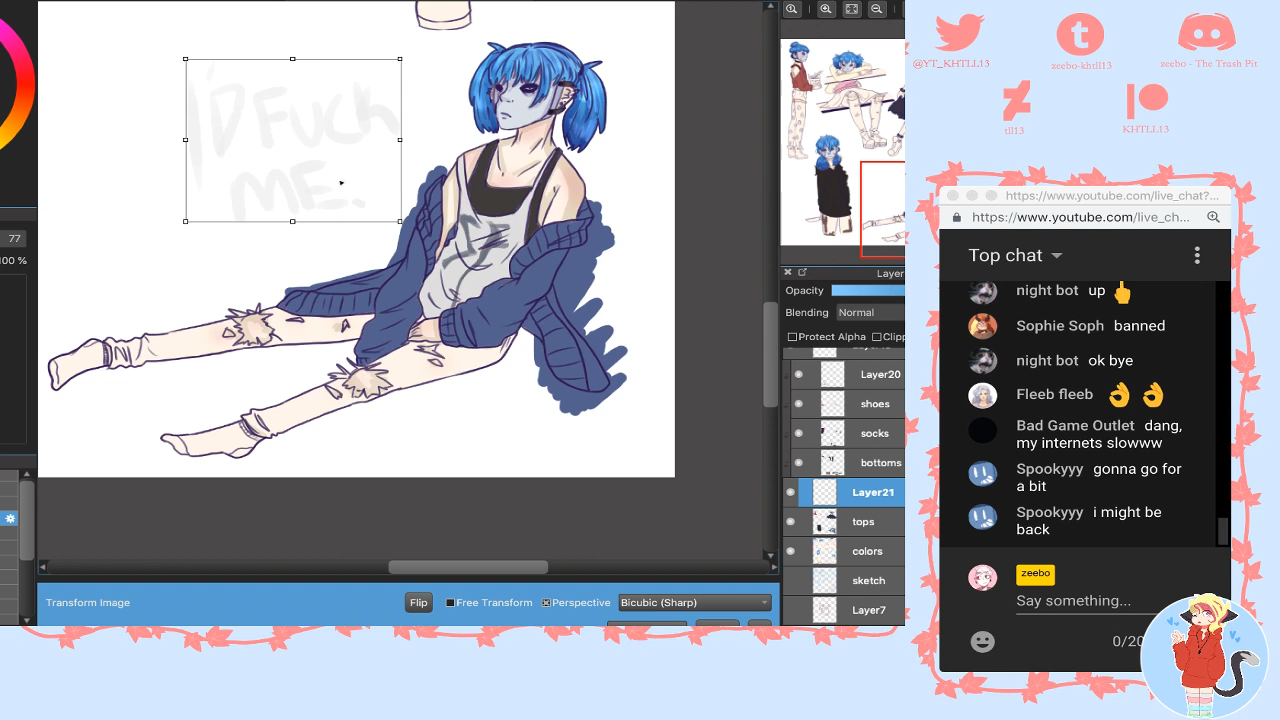 I'D FUCK
ME
77
00 %
Layer
Opacity
Blending Normal
Protect Alpha Clipp
Layer20
shoes
socks
bottoms
Layer21
tops
colors
sketch
Layer7
Transform Image
Flip
Free Transform
Perspective
Bicubic (Sharp)
@YT_KHTLL13
zeebo-khtll13
zeebo - The Trash Pit
tll13
KHTLL13
https://www.youtube.com/live_chat?...
https://www.youtube.com/live_ch...
Top chat
night bot up
Sophie Soph banned
night bot ok bye
Fleeb fleeb
Bad Game Outlet dang,
my internets slowww
Spookyyy gonna go for
a bit
Spookyyy i might be
back
zeebo
Say something...
0/20